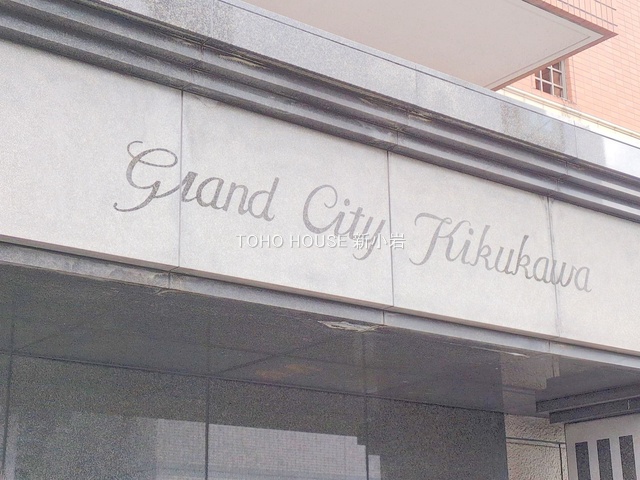 Grand City Kikukawa
TOHO HOUSE 新小岩